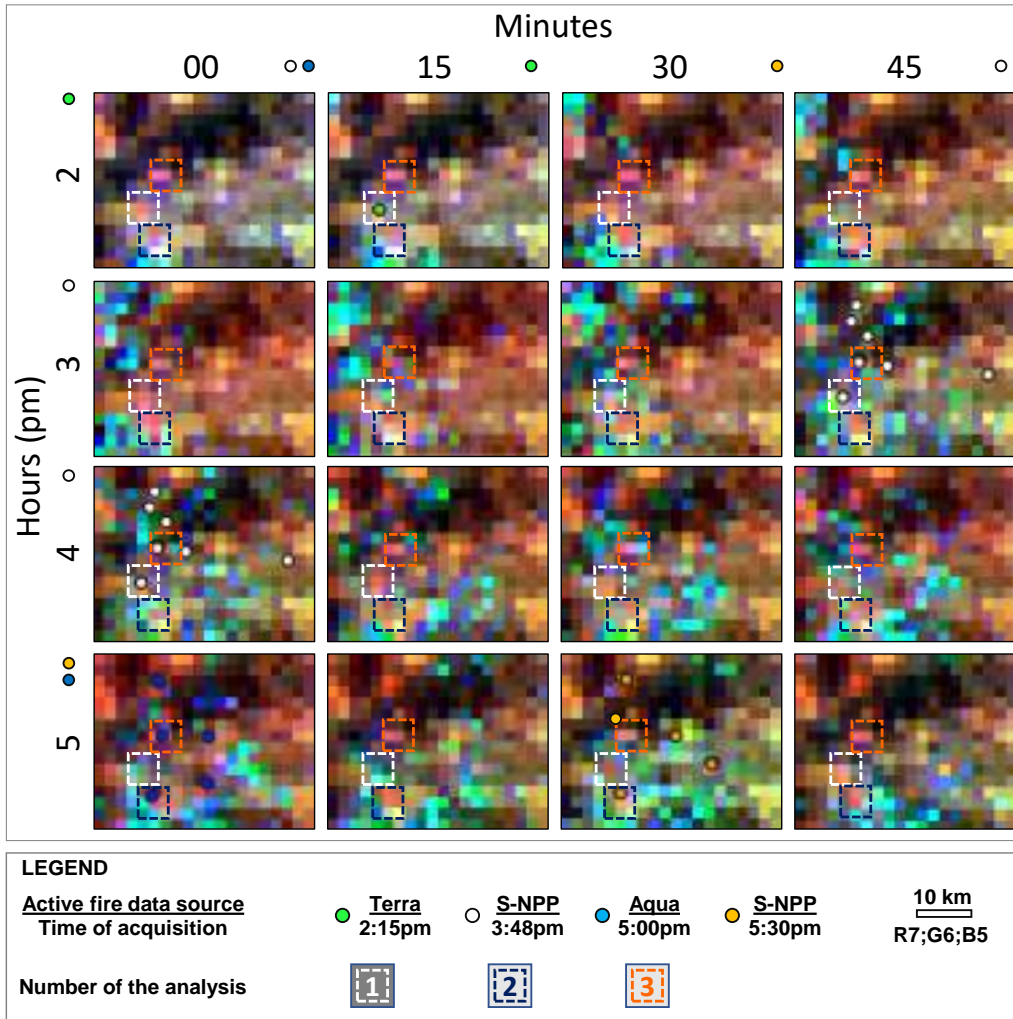 Minutes
00 15 30 45
Hours (pm)
2
3
4
5
LEGEND
Active fire data source
Time of acquisition
Terra
2:15pm
S-NPP
3:48pm
Aqua
5:00pm
S-NPP
5:30pm
10 km
R7;G6;B5
Number of the analysis
1
2
3